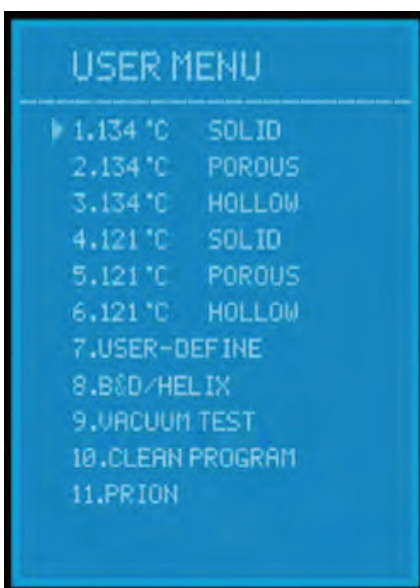 USER MENU
1.134°C SOLID
2.134°C POROUS
3.134°C HOLLOW
4.121°C SOLID
5.121°C POROUS
6.121°C HOLLOW
7.USER-DEFINE
8.B&D/HELIX
9.VACUUM TEST
10.CLEAN PROGRAM
11.PRION